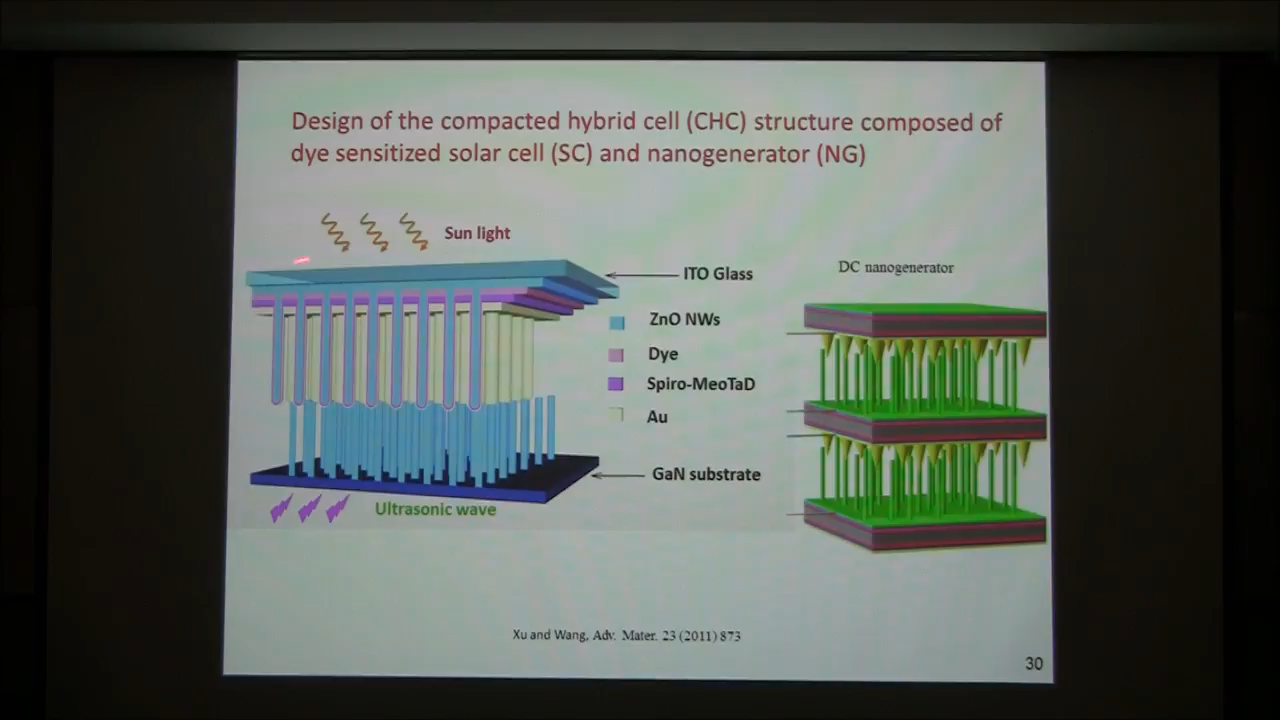 Design of the compacted hybrid cell (CHC) structure composed of
dye sensitized solar cell (SC) and nanogenerator (NG)
Sun light
ITO Glass
ZnO NWs
Dye
Spiro-MeoTaD
Au
GaN substrate
Ultrasonic wave
DC nanogenerator
Xu and Wang, Adv. Mater. 23 (2011) 873
30